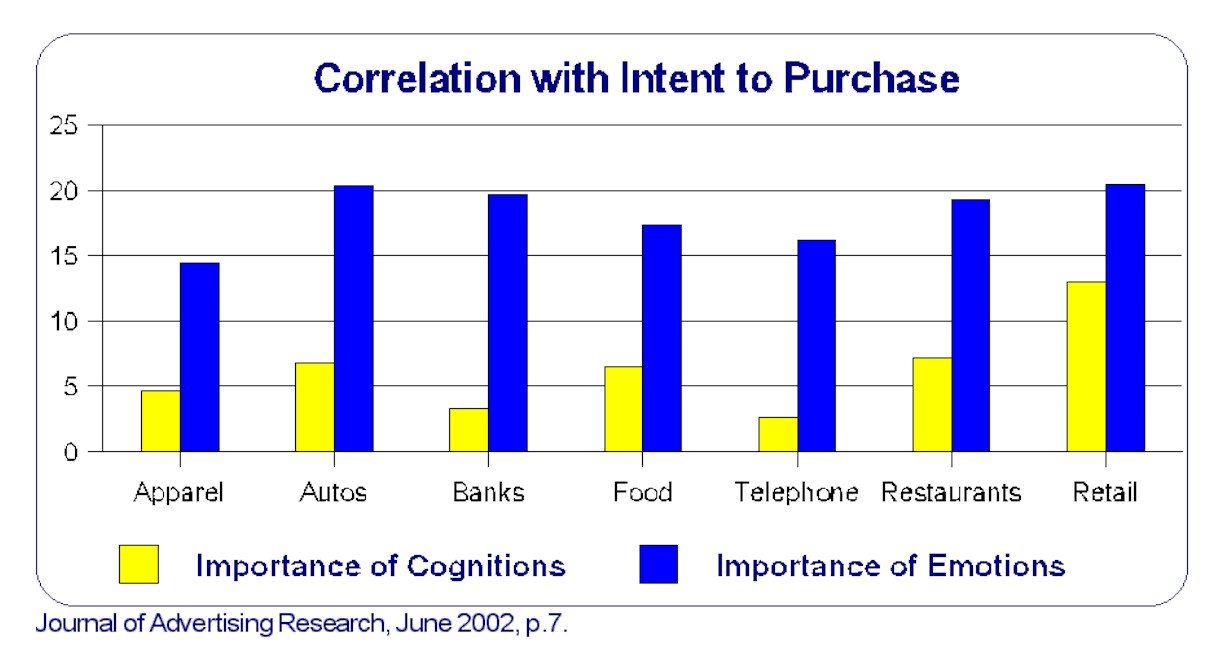 Correlation with Intent to Purchase
25
20
15
10
5
0
Apparel Autos Banks Food Telephone Restaurants Retail
Importance of Cognitions Importance of Emotions
Journal of Advertising Research, June 2002, p.7.